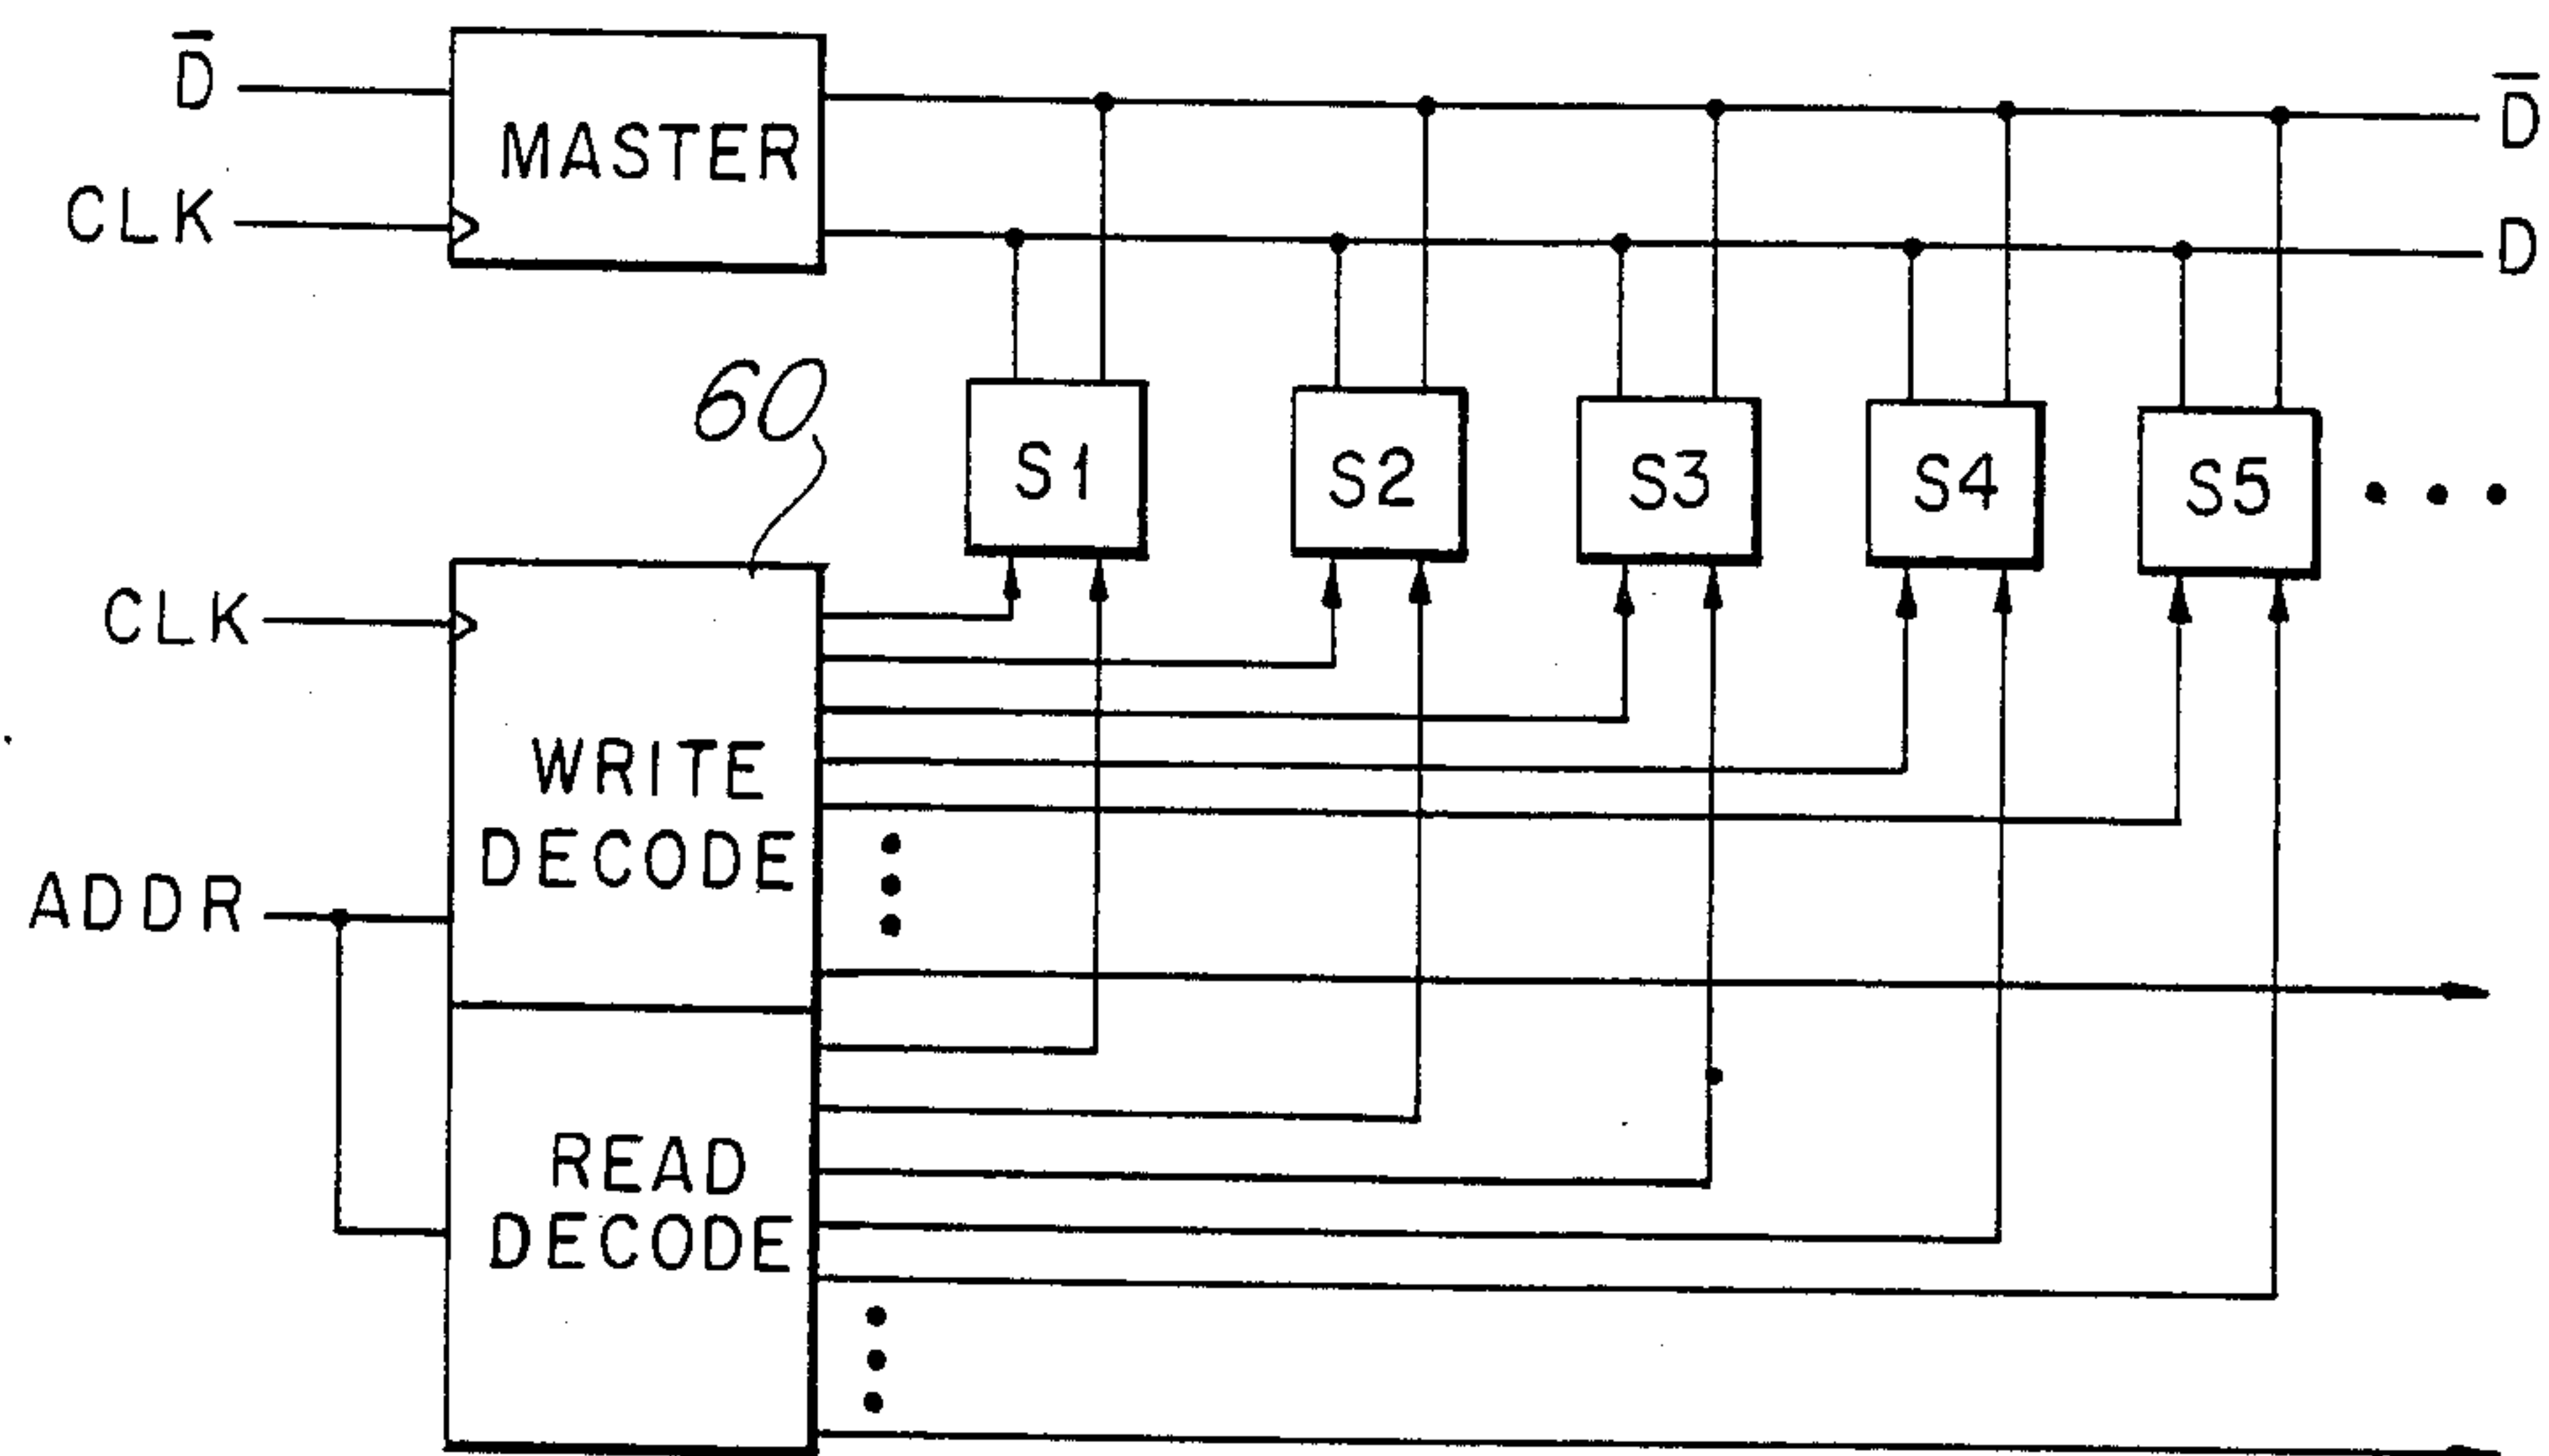 D̅
MASTER
CLK
D̅
D
60
S1
S2
S3
S4
S5
CLK
WRITE
DECODE
ADDR
READ
DECODE